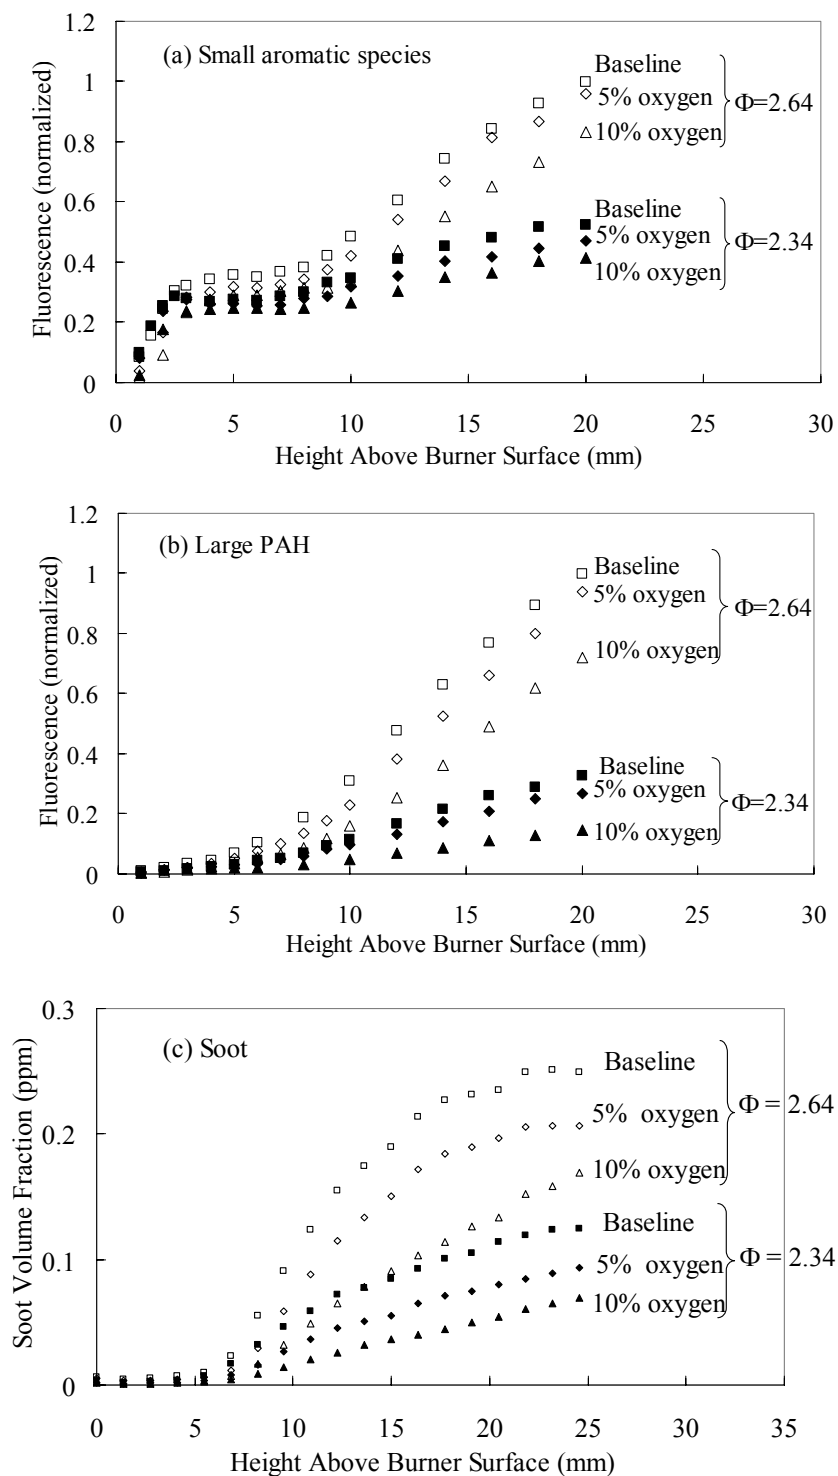 1.2
(a) Small aromatic species
Baseline
1
5% oxygen
Φ=2.64
0.8
10% oxygen
0.6
Baseline
5% oxygen
Φ=2.34
0.4
10% oxygen
0.2
0
Fluorescence (normalized)
0 5 10 15 20 25 30
Height Above Burner Surface (mm)
1.2
(b) Large PAH
Baseline
1
5% oxygen
Φ=2.64
0.8
10% oxygen
0.6
0.4
Baseline
5% oxygen
Φ=2.34
0.2
10% oxygen
0
Fluorescence (normalized)
0 5 10 15 20 25 30
Height Above Burner Surface (mm)
0.3
(c) Soot
Baseline
5% oxygen
Φ = 2.64
0.2
10% oxygen
Baseline
0.1
5% oxygen
Φ = 2.34
10% oxygen
0
Soot Volume Fraction (ppm)
0 5 10 15 20 25 30 35
Height Above Burner Surface (mm)